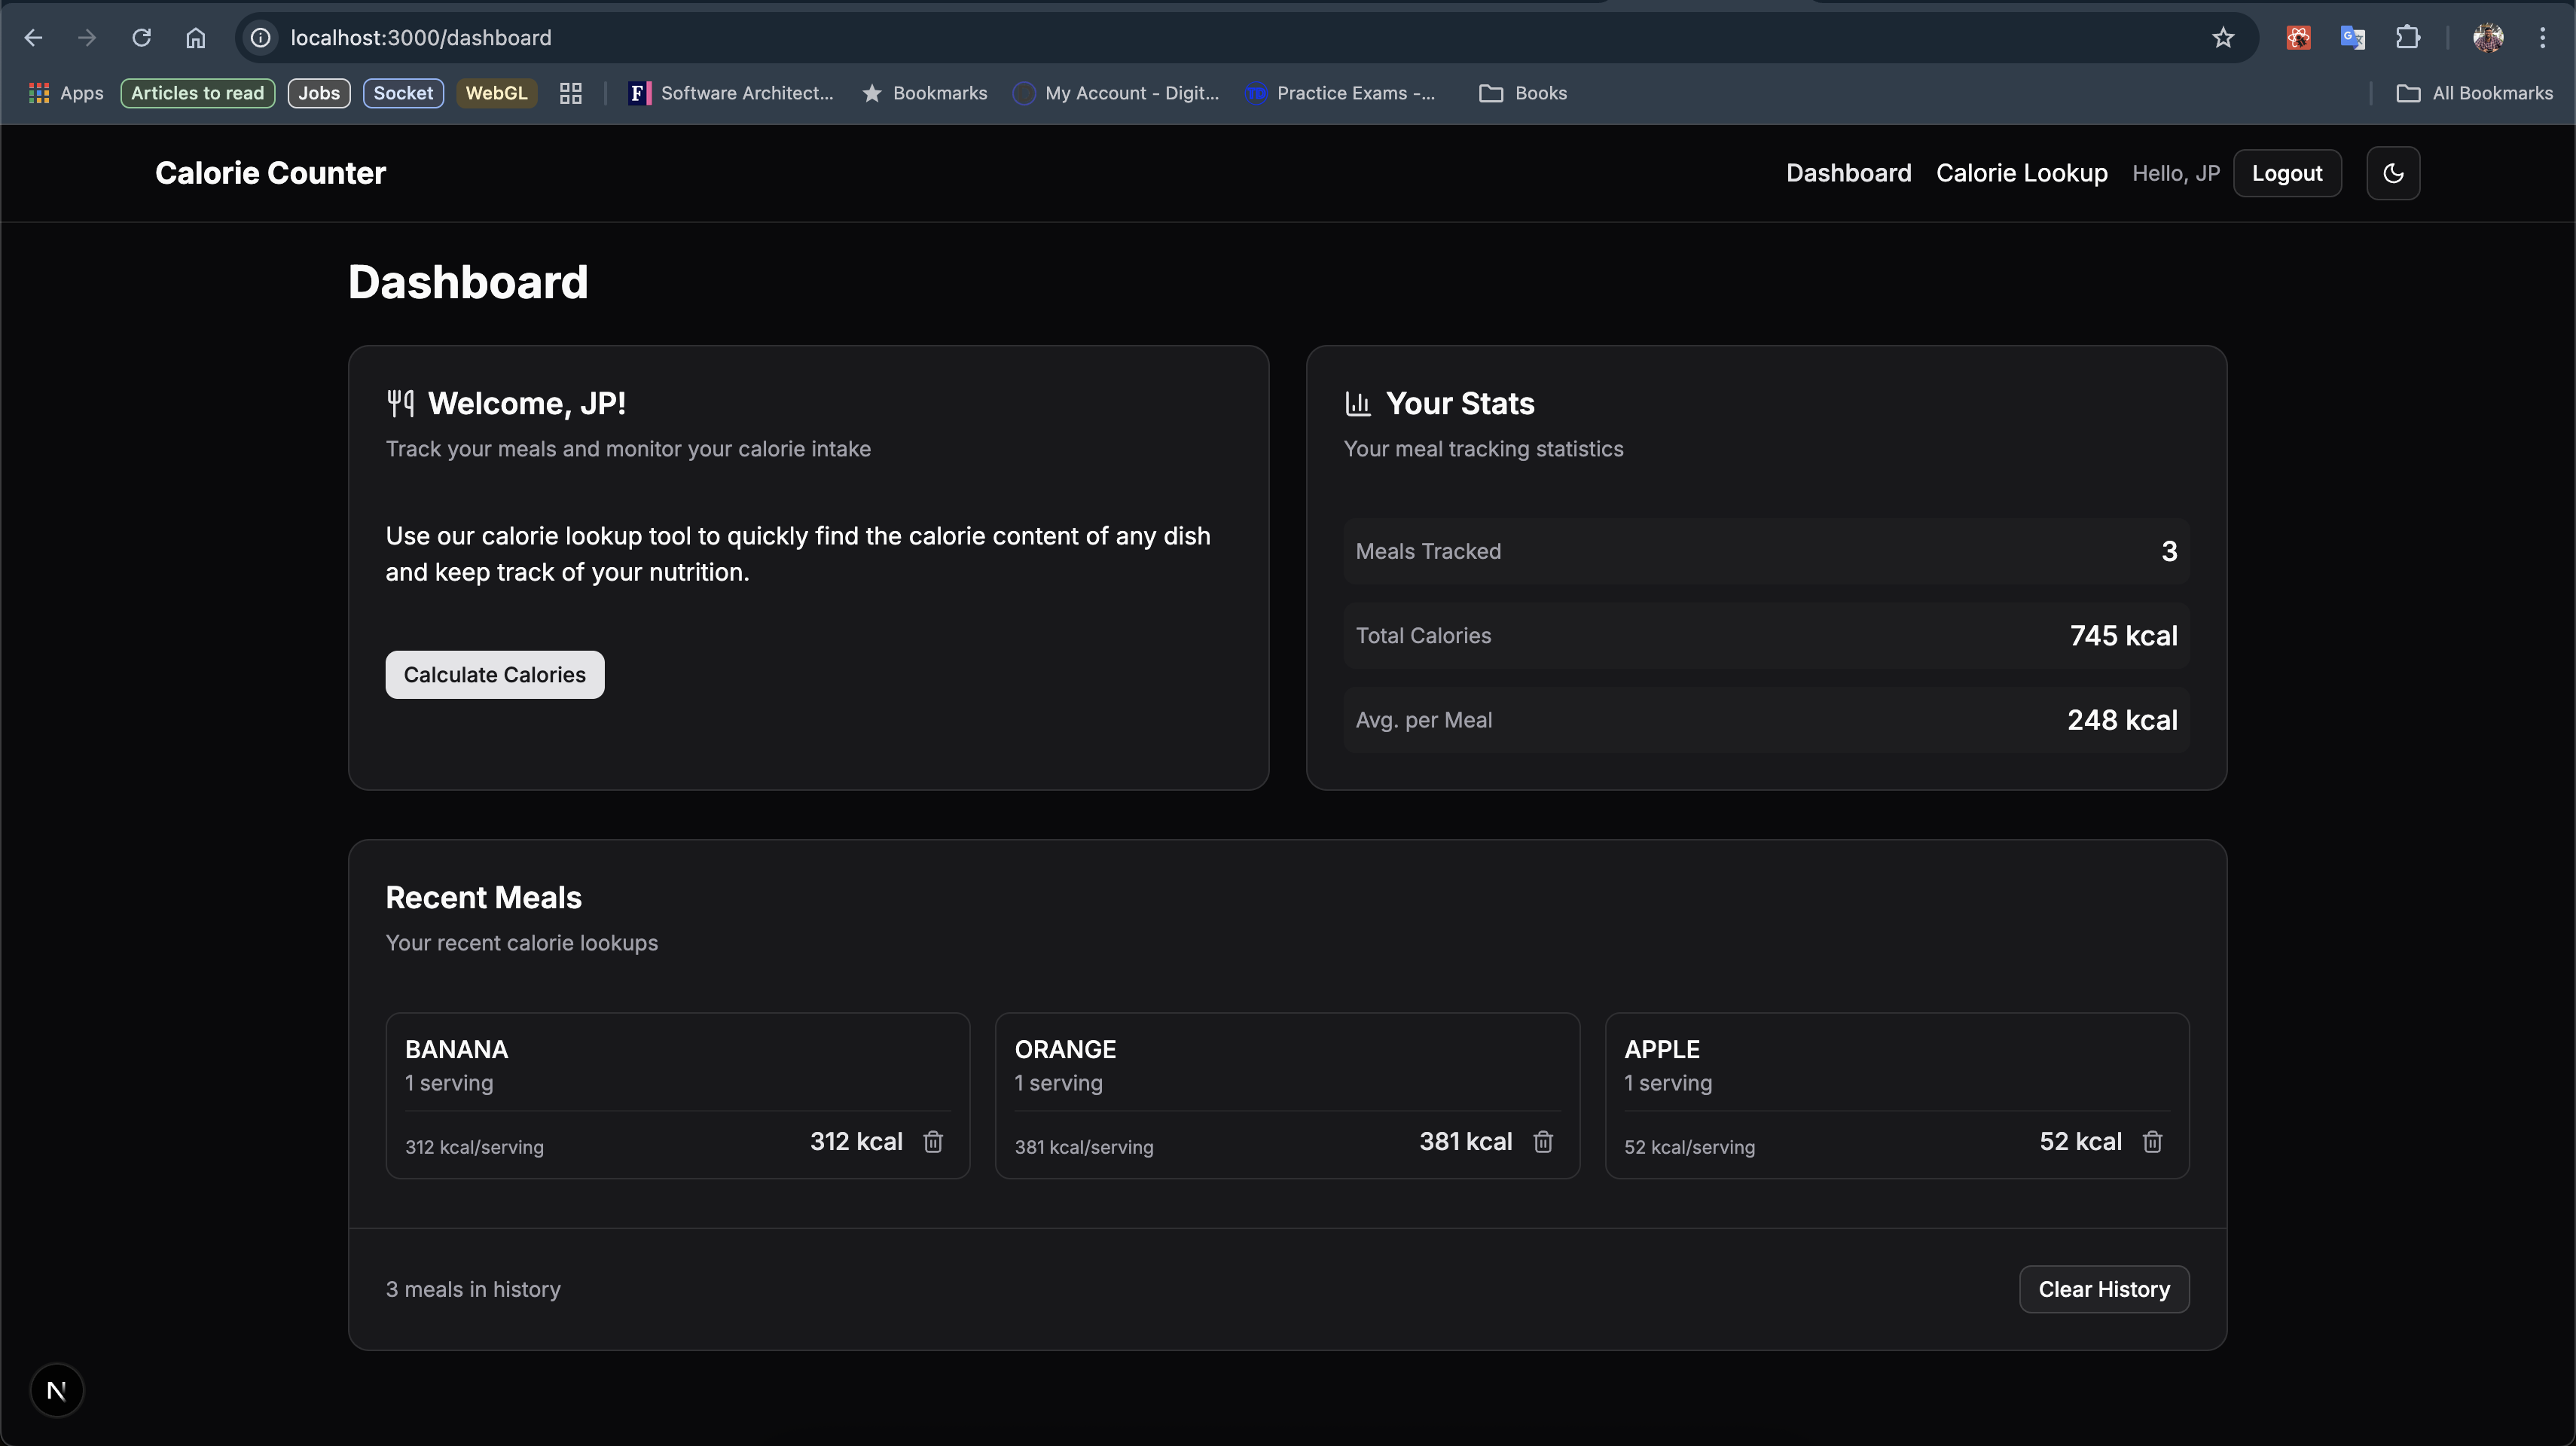 localhost:3000/dashboard
Apps Articles to read Jobs Socket WebGL Software Architect... Bookmarks My Account - Digit... Practice Exams -... Books All Bookmarks
Calorie Counter Dashboard Calorie Lookup Hello, JP Logout
Dashboard
Welcome, JP!
Track your meals and monitor your calorie intake
Use our calorie lookup tool to quickly find the calorie content of any dish
and keep track of your nutrition.
Calculate Calories
Your Stats
Your meal tracking statistics
Meals Tracked 3
Total Calories 745 kcal
Avg. per Meal 248 kcal
Recent Meals
Your recent calorie lookups
BANANA
1 serving
312 kcal/serving 312 kcal
ORANGE
1 serving
381 kcal/serving 381 kcal
APPLE
1 serving
52 kcal/serving 52 kcal
3 meals in history Clear History
N